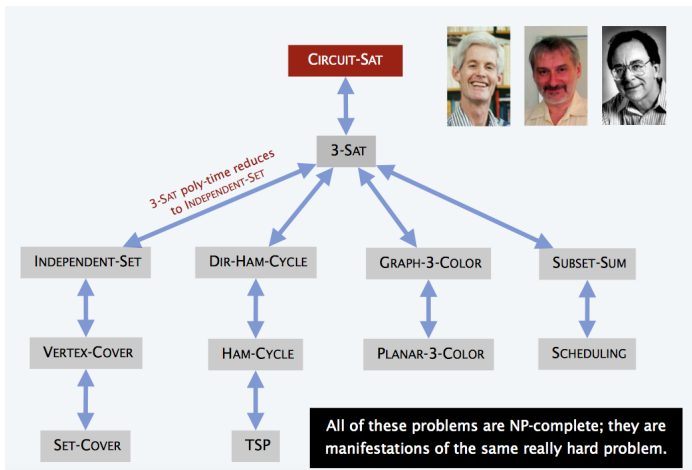 CIRCUIT-SAT
3-SAT
3-SAT poly-time reduces
to INDEPENDENT-SET
INDEPENDENT-SET
DIR-HAM-CYCLE
GRAPH-3-COLOR
SUBSET-SUM
VERTEX-COVER
HAM-CYCLE
PLANAR-3-COLOR
SCHEDULING
SET-COVER
TSP
All of these problems are NP-complete; they are
manifestations of the same really hard problem.